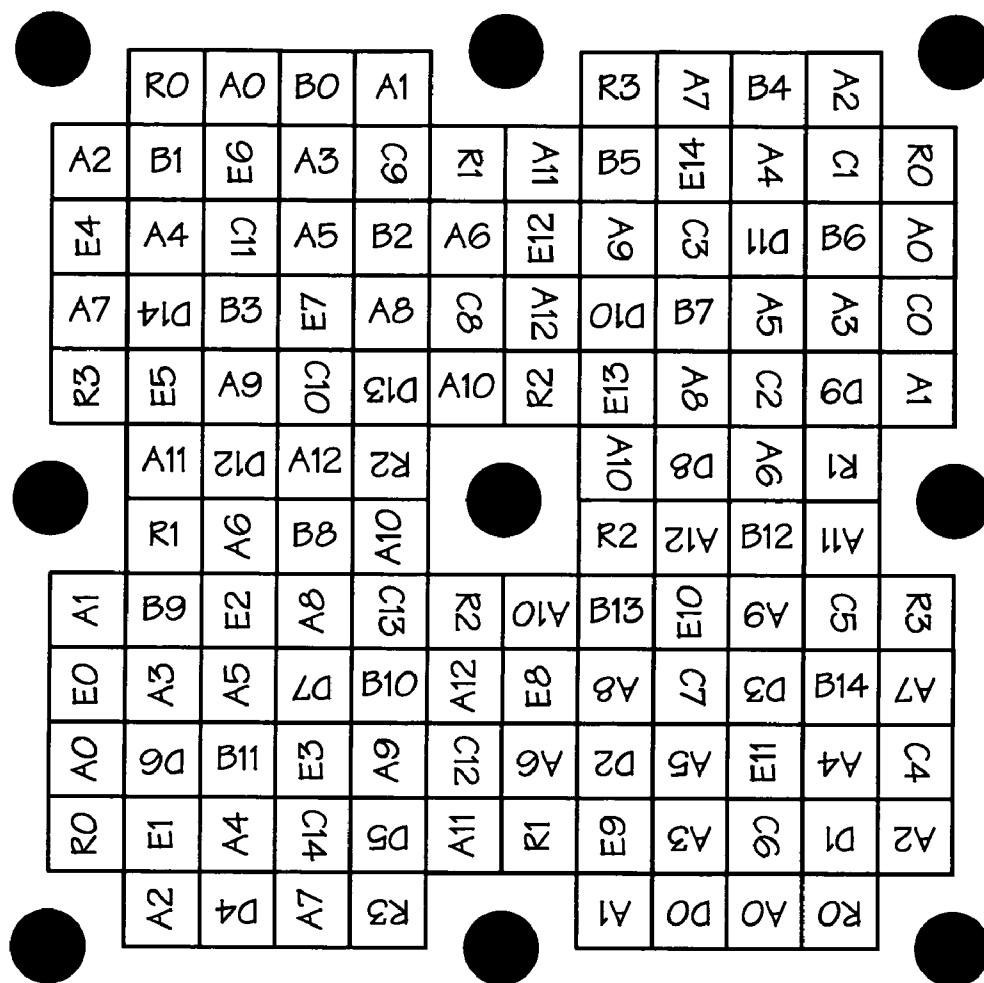 R0 A0 B0 A1 R3 A7 B4 A2
A2 B1 E6 A3 C9 R1 A11 B5 E14 A4 C1 R0
E4 A4 C11 A5 B2 A6 E12 A9 C3 D11 B6 A0
A7 D14 B3 E7 A8 C8 A12 D10 B7 A5 A3 C0
R3 E5 A9 C10 D13 A10 R2 E13 A8 C2 D9 A1
A11 D12 A12 R2 A10 D8 A6 R1
R1 A6 B8 A10 R2 A12 B12 A11
A1 B9 E2 A8 C13 R2 A10 B13 E10 A9 C5 R3
E0 A3 A5 D7 B10 A12 E8 A8 C7 D3 B14 A7
A0 D6 B11 E3 A9 C12 A6 D2 A5 E11 A4 C4
R0 E1 A4 C14 D5 A11 R1 E9 A3 C6 D1 A2
A2 D4 A7 R3 A1 D0 A0 R0